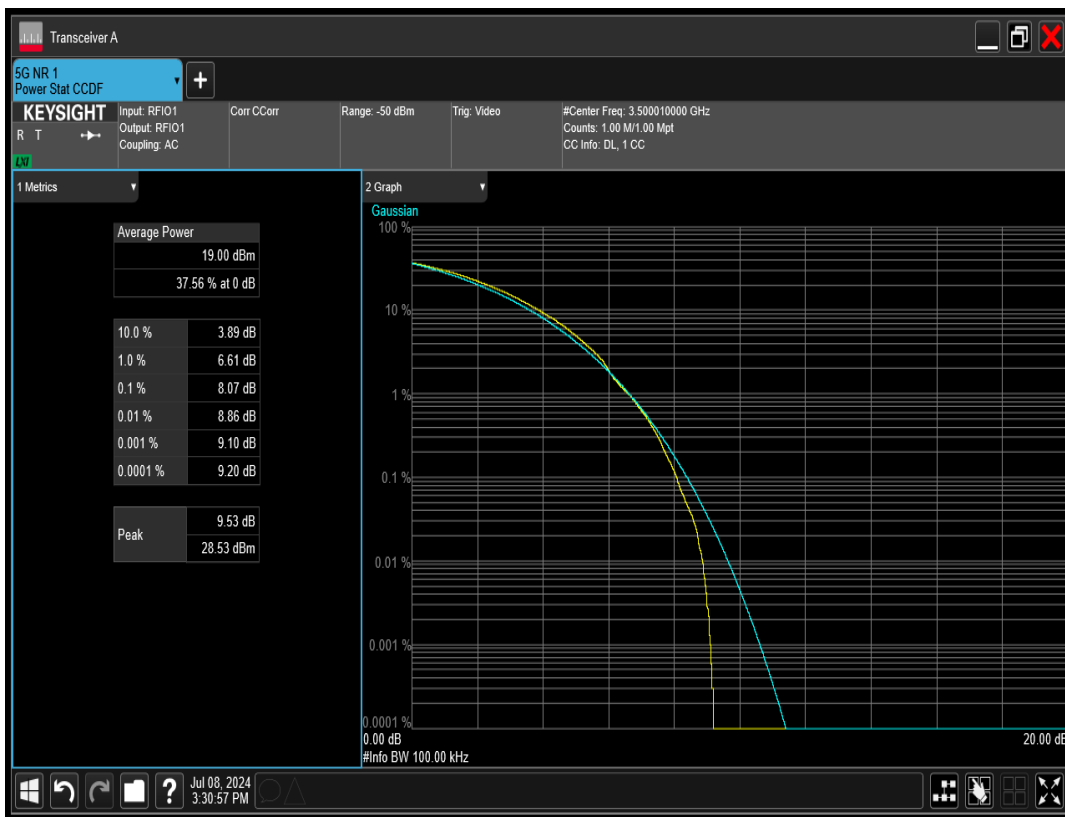 Transceiver A
5G NR 1
Power Stat CCDF
+
KEYSIGHT
R T
LXI
Input: RFIO1
Output: RFIO1
Coupling: AC
Corr CCorr
Range: -50 dBm
Trig: Video
#Center Freq: 3.500010000 GHz
Counts: 1.00 M/1.00 Mpt
CC Info: DL, 1 CC
1 Metrics
Average Power
19.00 dBm
37.56 % at 0 dB
10.0 % 3.89 dB
1.0 % 6.61 dB
0.1 % 8.07 dB
0.01 % 8.86 dB
0.001 % 9.10 dB
0.0001 % 9.20 dB
Peak 9.53 dB
28.53 dBm
2 Graph
Gaussian
100 %
10 %
1 %
0.1 %
0.01 %
0.001 %
0.0001 %
0.00 dB 20.00 dB
#Info BW 100.00 kHz
?
Jul 08, 2024
3:30:57 PM